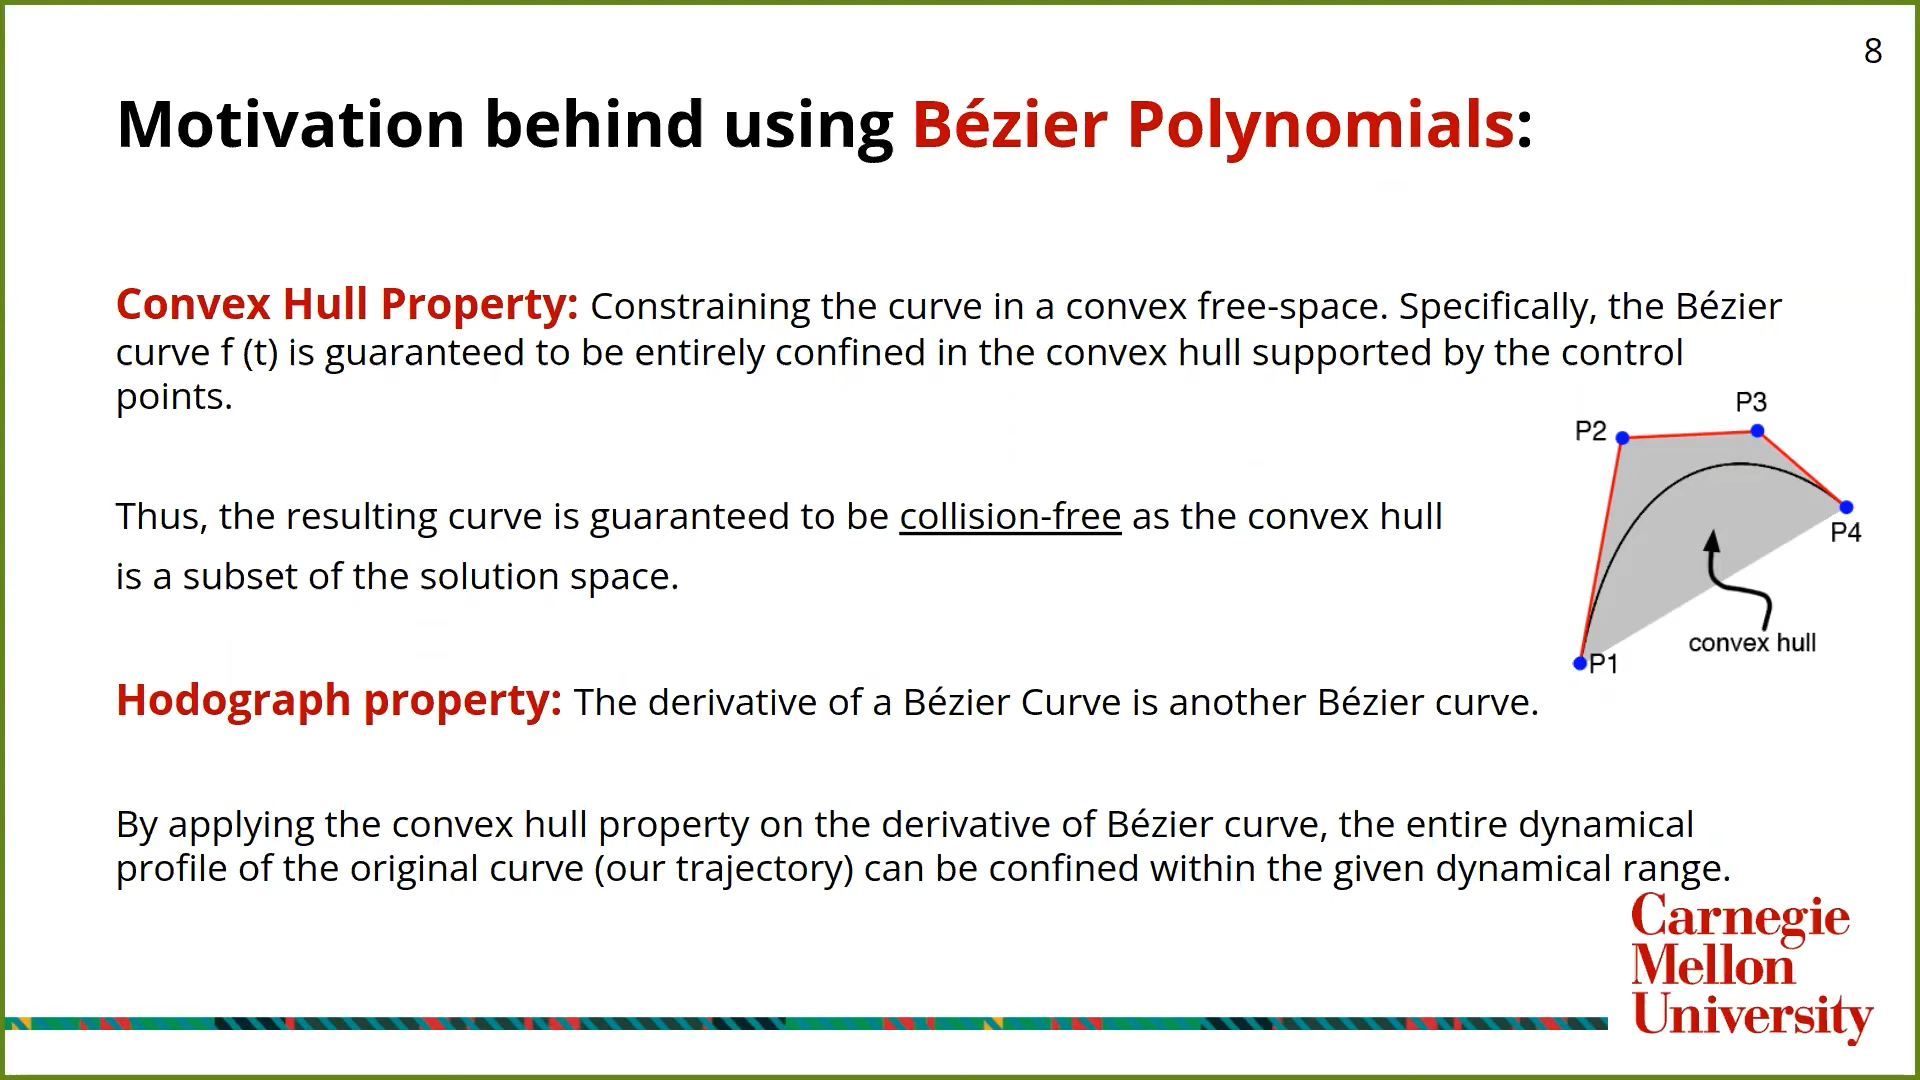 8
Motivation behind using Bézier Polynomials:
Convex Hull Property: Constraining the curve in a convex free-space. Specifically, the Bézier
curve f (t) is guaranteed to be entirely confined in the convex hull supported by the control
points.
P3
P2
P4
convex hull
P1
Thus, the resulting curve is guaranteed to be collision-free as the convex hull
is a subset of the solution space.
Hodograph property: The derivative of a Bézier Curve is another Bézier curve.
By applying the convex hull property on the derivative of Bézier curve, the entire dynamical
profile of the original curve (our trajectory) can be confined within the given dynamical range.
Carnegie
Mellon
University